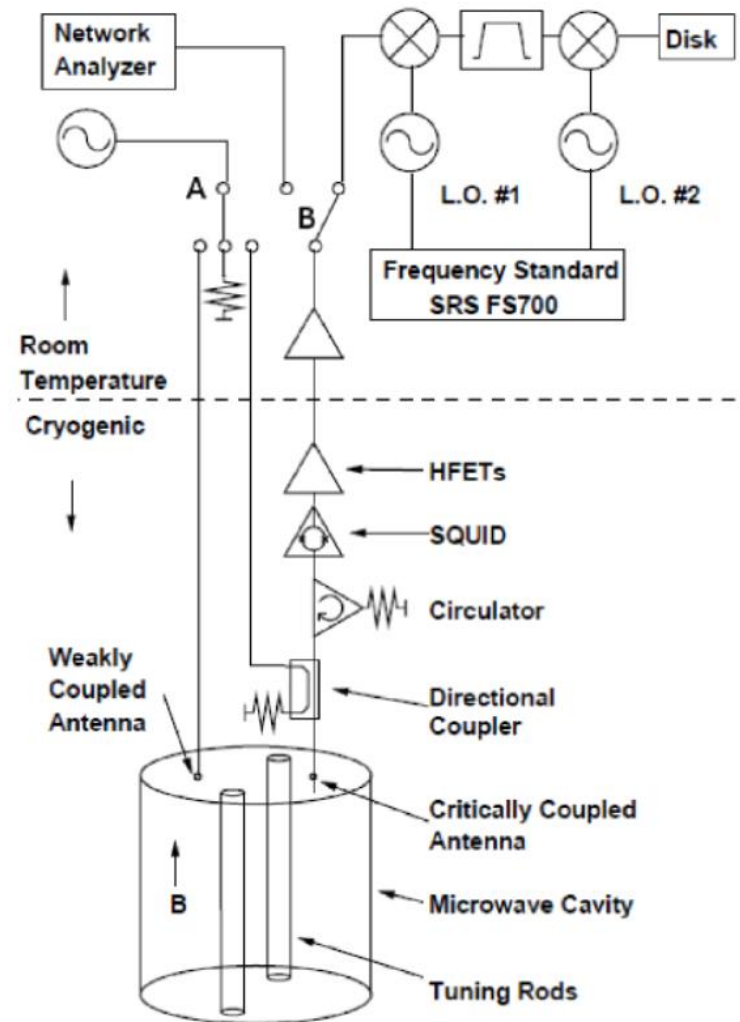 Network
Analyzer
Disk
A
B
L.O. #1
L.O. #2
Frequency Standard
SRS FS700
Room
Temperature
Cryogenic
HFETs
SQUID
Circulator
Weakly
Coupled
Antenna
Directional
Coupler
Critically Coupled
Antenna
B
Microwave Cavity
Tuning Rods